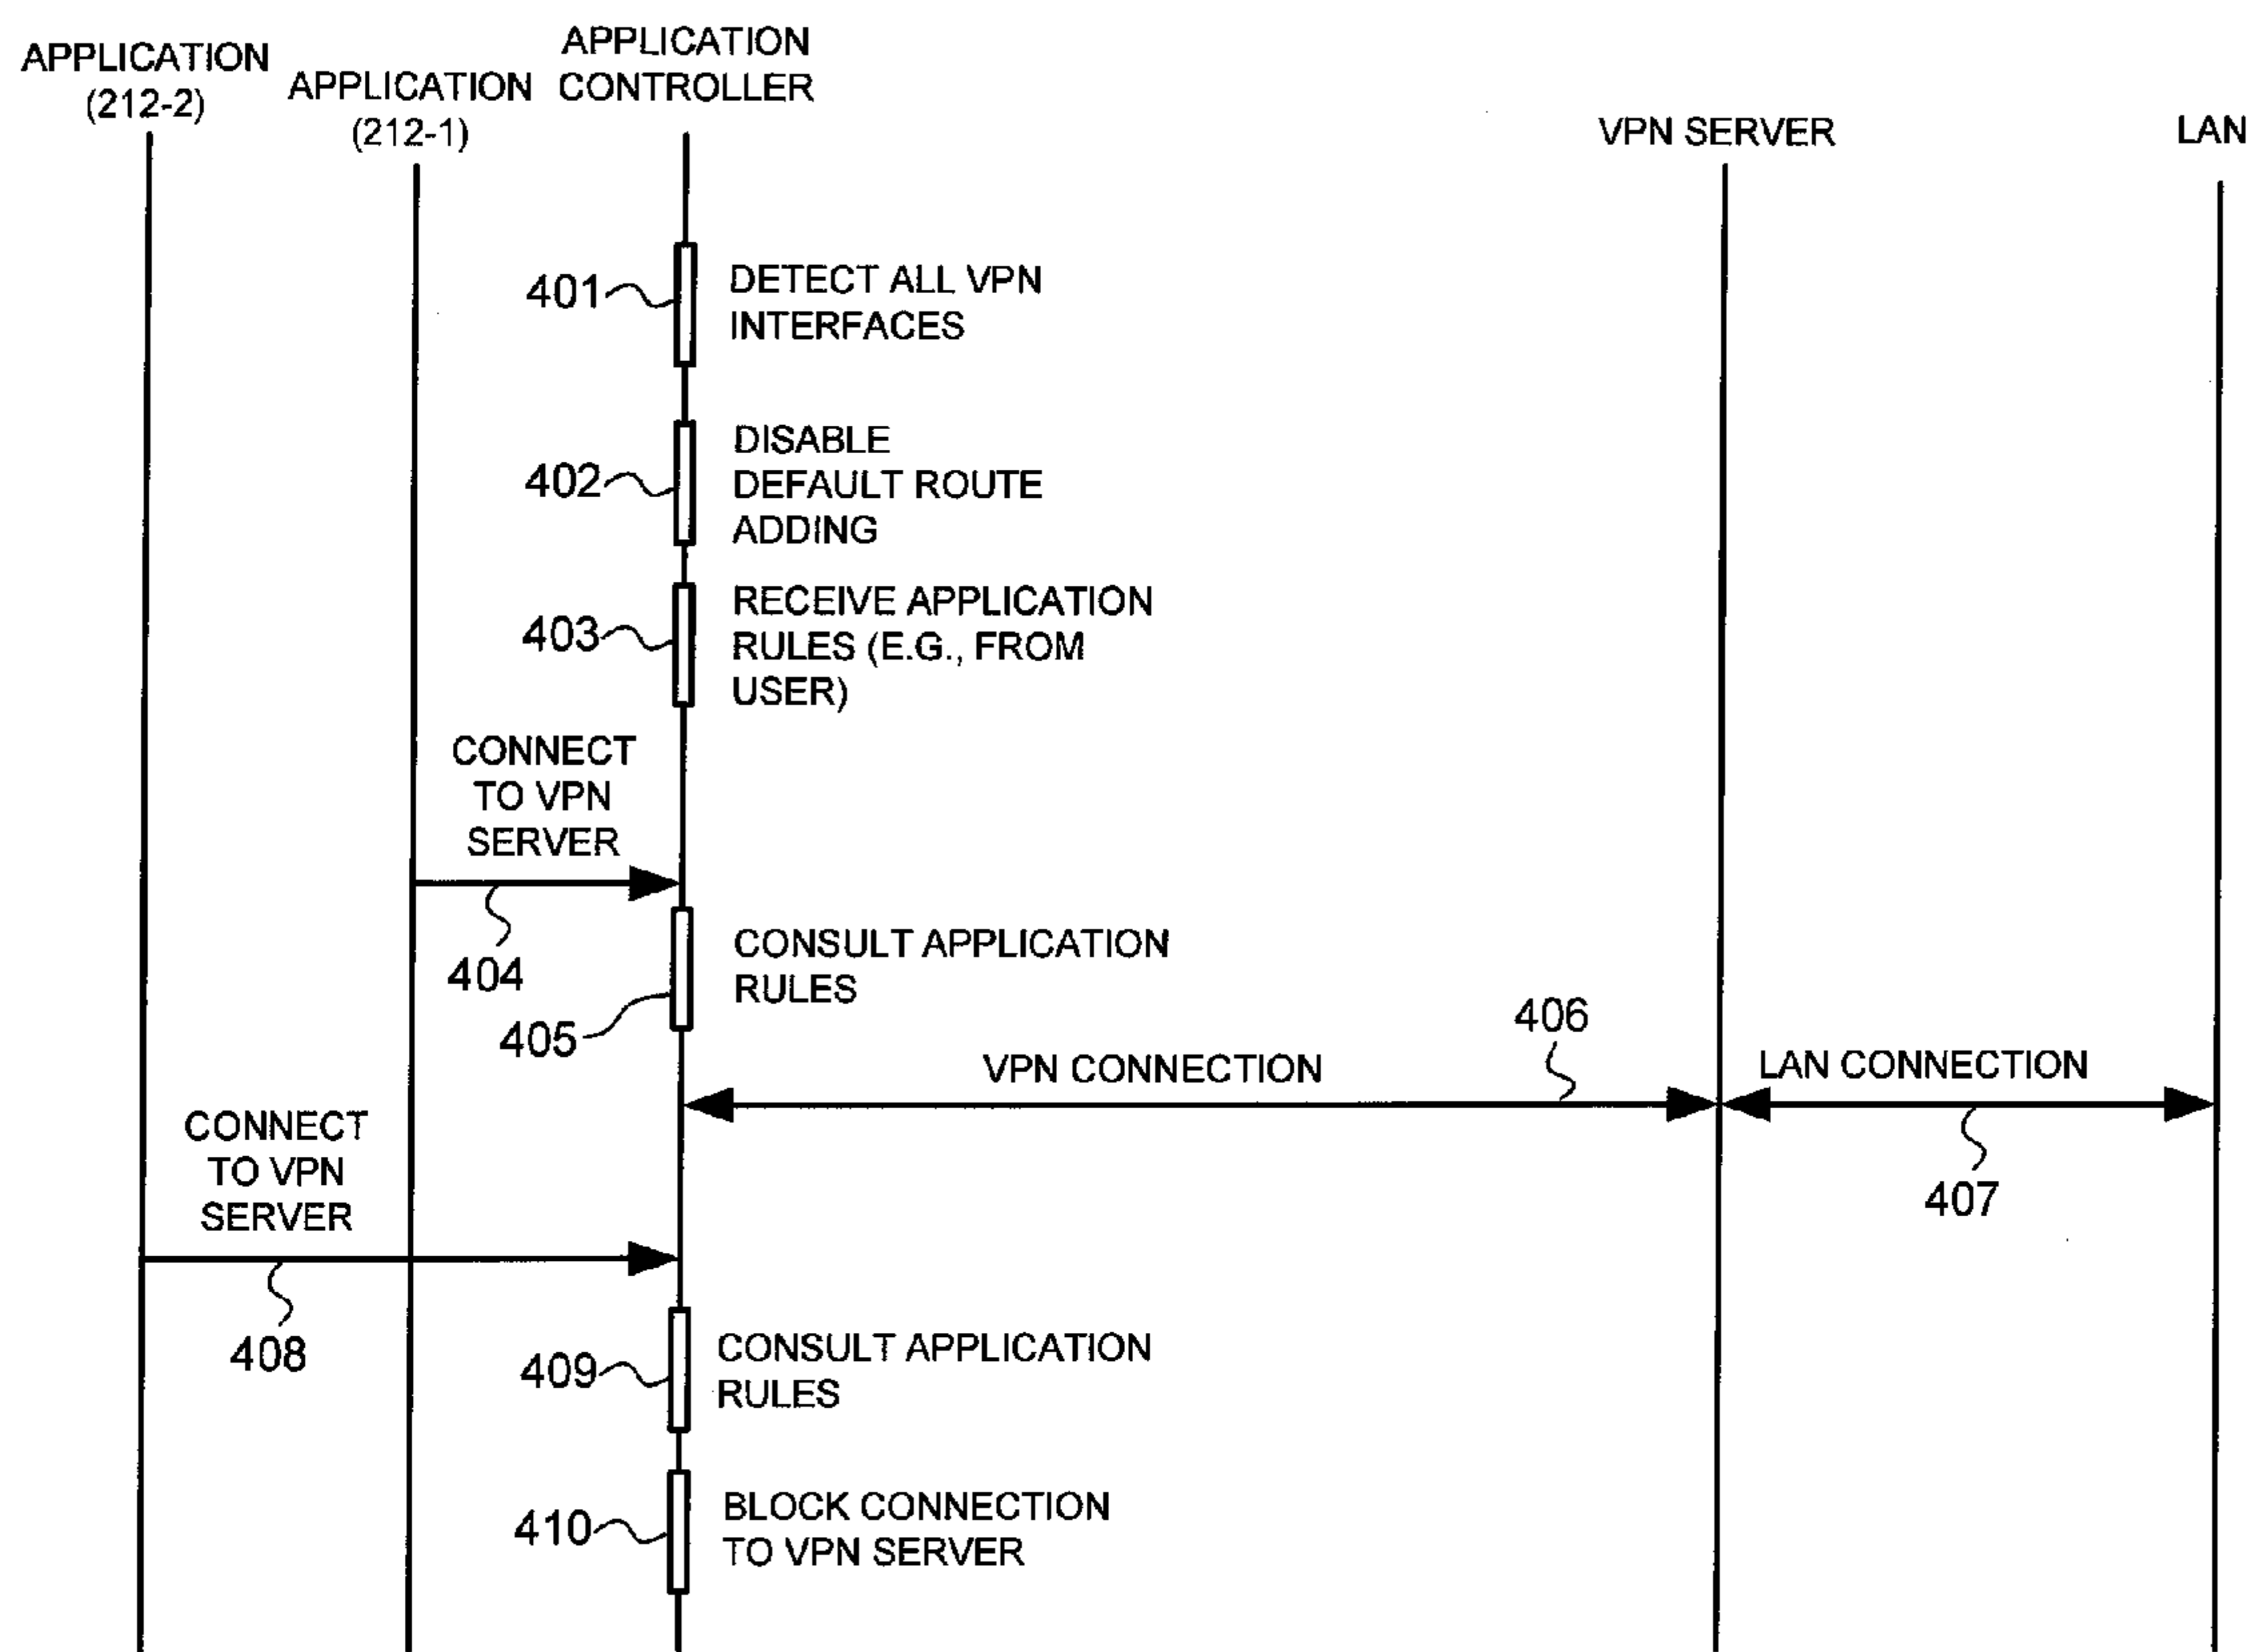 APPLICATION
(212-2)
APPLICATION
(212-1)
APPLICATION
CONTROLLER
VPN SERVER
LAN
401
DETECT ALL VPN
INTERFACES
402
DISABLE
DEFAULT ROUTE
ADDING
403
RECEIVE APPLICATION
RULES (E.G., FROM
USER)
CONNECT
TO VPN
SERVER
404
CONSULT APPLICATION
RULES
405
406
VPN CONNECTION
LAN CONNECTION
407
CONNECT
TO VPN
SERVER
408
409
CONSULT APPLICATION
RULES
410
BLOCK CONNECTION
TO VPN SERVER